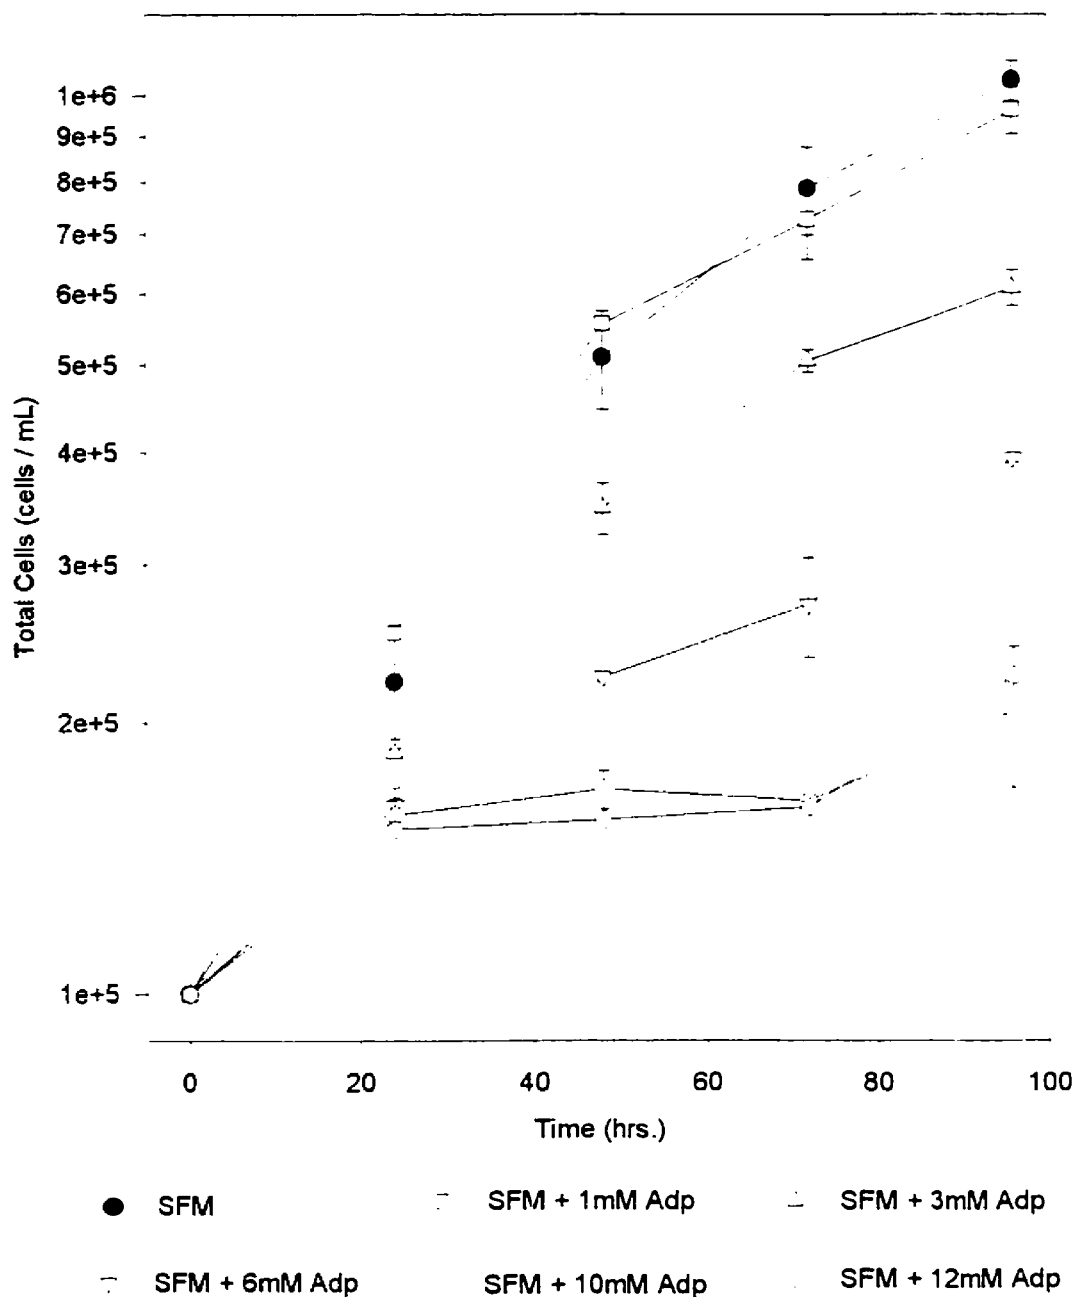 1e+6
9e+5
8e+5
7e+5
6e+5
5e+5
4e+5
3e+5
2e+5
1e+5
Total Cells (cells / mL)
0 20 40 60 80 100
Time (hrs.)
SFM SFM + 1mM Adp SFM + 3mM Adp
SFM + 6mM Adp SFM + 10mM Adp SFM + 12mM Adp